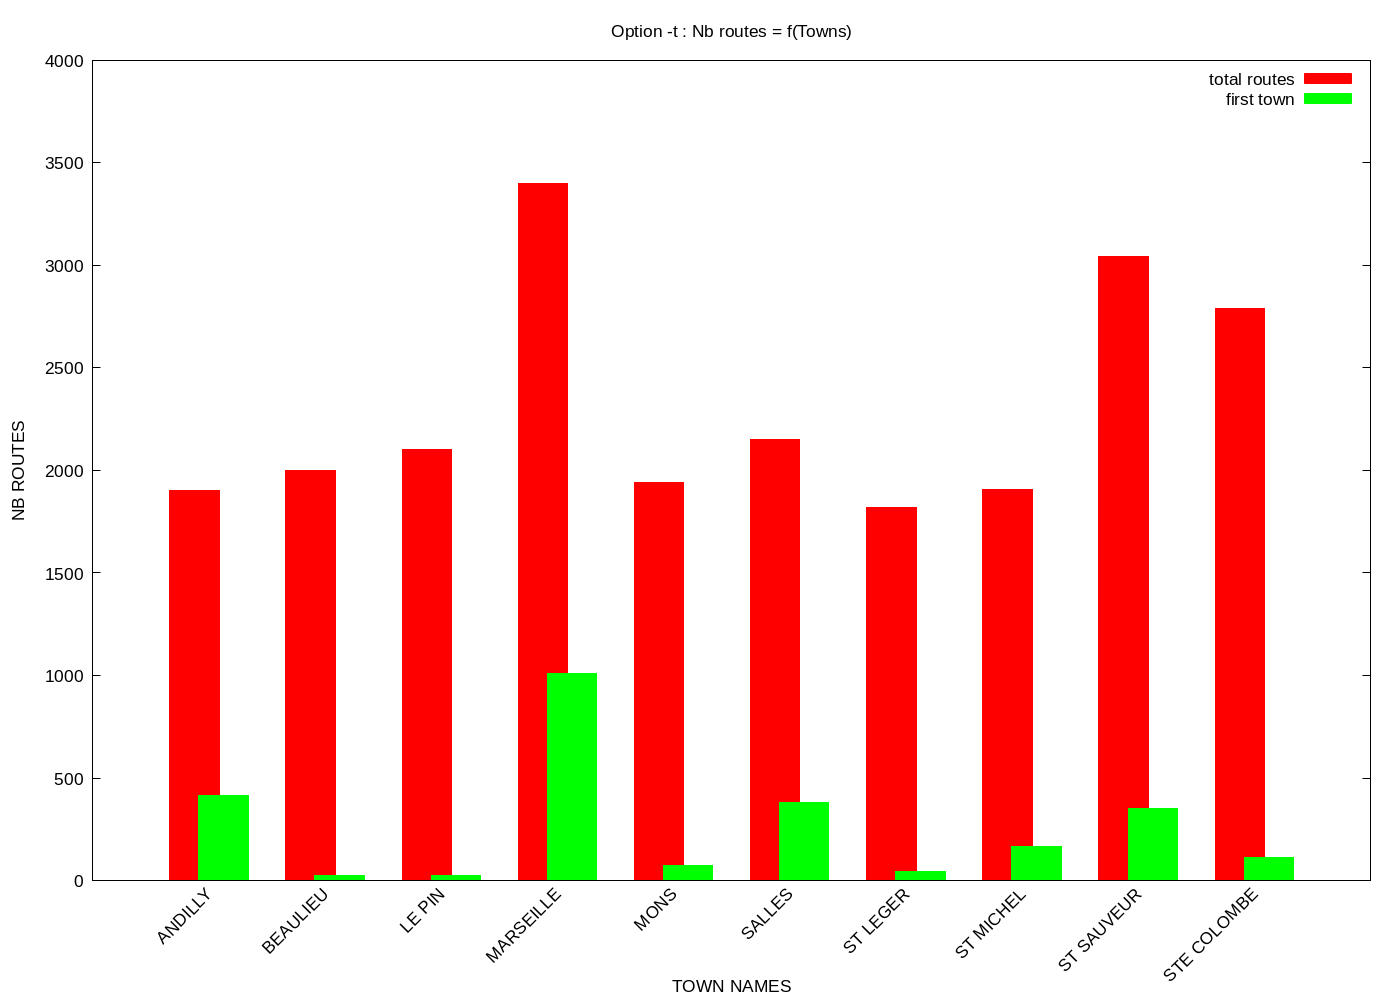 Option -t : Nb routes = f(Towns)
total routes
first town
4000
3500
3000
2500
2000
1500
1000
500
0
NB ROUTES
ANDILLY
BEAULIEU
LE PIN
MARSEILLE
MONS
SALLES
ST LEGER
ST MICHEL
ST SAUVEUR
STE COLOMBE
TOWN NAMES